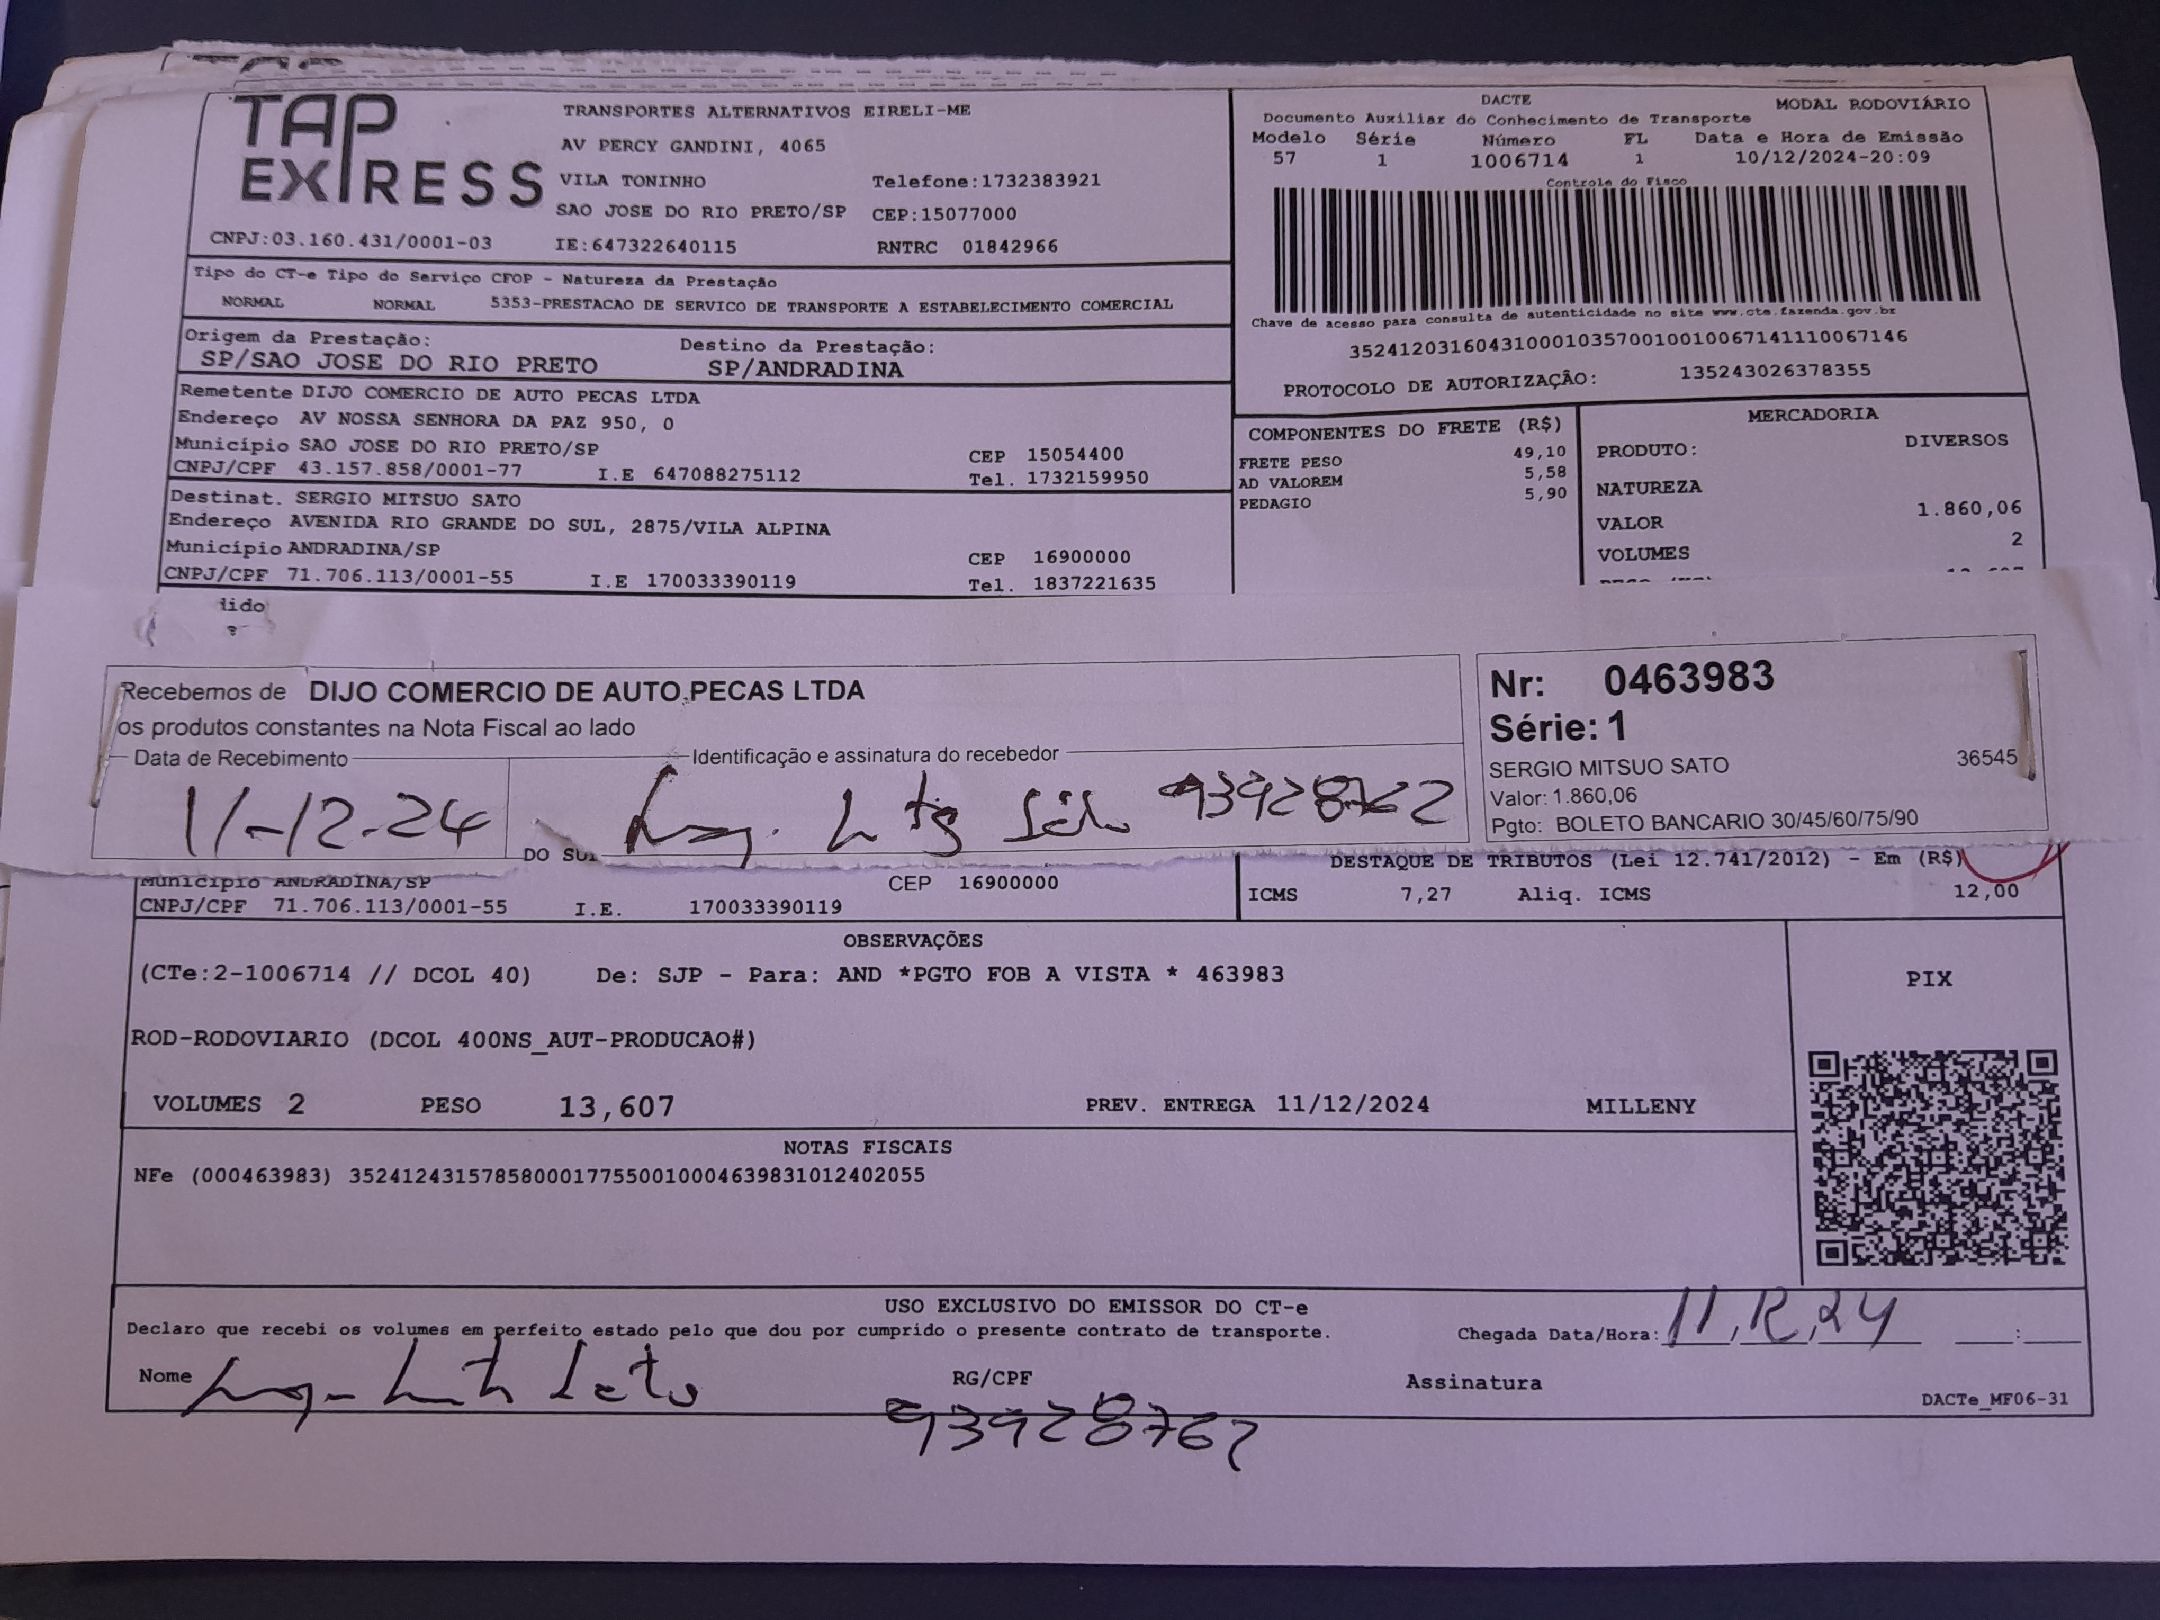 TAP EXPRESS
TRANSPORTES ALTERNATIVOS EIRELI-ME
AV PERCY GANDINI, 4065
VILA TONINHO Telefone:1732383921
SAO JOSE DO RIO PRETO/SP CEP:15077000
CNPJ:03.160.431/0001-03 IE:647322640115 RNTRC 01842966
DACTE MODAL RODOVIÁRIO
Documento Auxiliar do Conhecimento de Transporte
Modelo Série Número FL Data e Hora de Emissão
57 1 1006714 1 10/12/2024-20:09
Controle do Fisco
Chave de acesso para consulta de autenticidade no site www.cte.fazenda.gov.br
35241203160431000103570010010067141110067146
PROTOCOLO DE AUTORIZAÇÃO: 135243026378355
Tipo do CT-e Tipo do Serviço CFOP - Natureza da Prestação
NORMAL NORMAL 5353-PRESTACAO DE SERVICO DE TRANSPORTE A ESTABELECIMENTO COMERCIAL
Origem da Prestação: Destino da Prestação:
SP/SAO JOSE DO RIO PRETO SP/ANDRADINA
Remetente DIJO COMERCIO DE AUTO PECAS LTDA
Endereço AV NOSSA SENHORA DA PAZ 950, 0
Município SAO JOSE DO RIO PRETO/SP CEP 15054400
CNPJ/CPF 43.157.858/0001-77 I.E 647088275112 Tel. 1732159950
Destinat. SERGIO MITSUO SATO
Endereço AVENIDA RIO GRANDE DO SUL, 2875/VILA ALPINA
Município ANDRADINA/SP CEP 16900000
CNPJ/CPF 71.706.113/0001-55 I.E 170033390119 Tel. 1837221635
COMPONENTES DO FRETE (R$)
FRETE PESO 49,10
AD VALOREM 5,58
PEDAGIO 5,90
MERCADORIA
PRODUTO: DIVERSOS
NATUREZA
VALOR 1.860,06
VOLUMES 2
Recebemos de DIJO COMERCIO DE AUTO PECAS LTDA
os produtos constantes na Nota Fiscal ao lado
Data de Recebimento Identificação e assinatura do recebedor
11-12-24 93928762
Nr: 0463983
Série: 1
SERGIO MITSUO SATO 36545
Valor: 1.860,06
Pgto: BOLETO BANCARIO 30/45/60/75/90
DO SUL
Município ANDRADINA/SP CEP 16900000
CNPJ/CPF 71.706.113/0001-55 I.E. 170033390119
DESTAQUE DE TRIBUTOS (Lei 12.741/2012) - Em (R$)
ICMS 7,27 Aliq. ICMS 12,00
OBSERVAÇÕES
(CTe:2-1006714 // DCOL 40) De: SJP - Para: AND *PGTO FOB A VISTA * 463983
ROD-RODOVIARIO (DCOL 400NS_AUT-PRODUCAO#)
VOLUMES 2 PESO 13,607 PREV. ENTREGA 11/12/2024 MILLENY
PIX
NOTAS FISCAIS
NFe (000463983) 35241243157858000177550010004639831012402055
USO EXCLUSIVO DO EMISSOR DO CT-e
Declaro que recebi os volumes em perfeito estado pelo que dou por cumprido o presente contrato de transporte. Chegada Data/Hora: 11,12,24 :
Nome RG/CPF Assinatura
93928762
DACTe_MF06-31